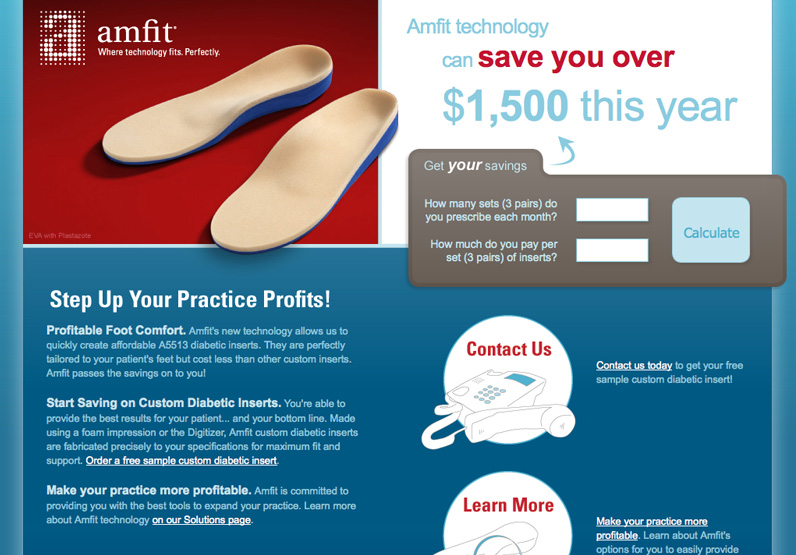 amfit®
Where technology fits. Perfectly.
EVA with Plastazote
Amfit technology
can save you over
$1,500 this year
Get your savings
How many sets (3 pairs) do
you prescribe each month?
How much do you pay per
set (3 pairs) of inserts?
Calculate
Step Up Your Practice Profits!
Profitable Foot Comfort. Amfit's new technology allows us to
quickly create affordable A5513 diabetic inserts. They are perfectly
tailored to your patient's feet but cost less than other custom inserts.
Amfit passes the savings on to you!
Start Saving on Custom Diabetic Inserts. You're able to
provide the best results for your patient... and your bottom line. Made
using a foam impression or the Digitizer, Amfit custom diabetic inserts
are fabricated precisely to your specifications for maximum fit and
support. Order a free sample custom diabetic insert.
Make your practice more profitable. Amfit is committed to
providing you with the best tools to expand your practice. Learn more
about Amfit technology on our Solutions page.
Contact Us
Contact us today to get your free
sample custom diabetic insert!
Learn More
Make your practice more
profitable. Learn about Amfit's
options for you to easily provide